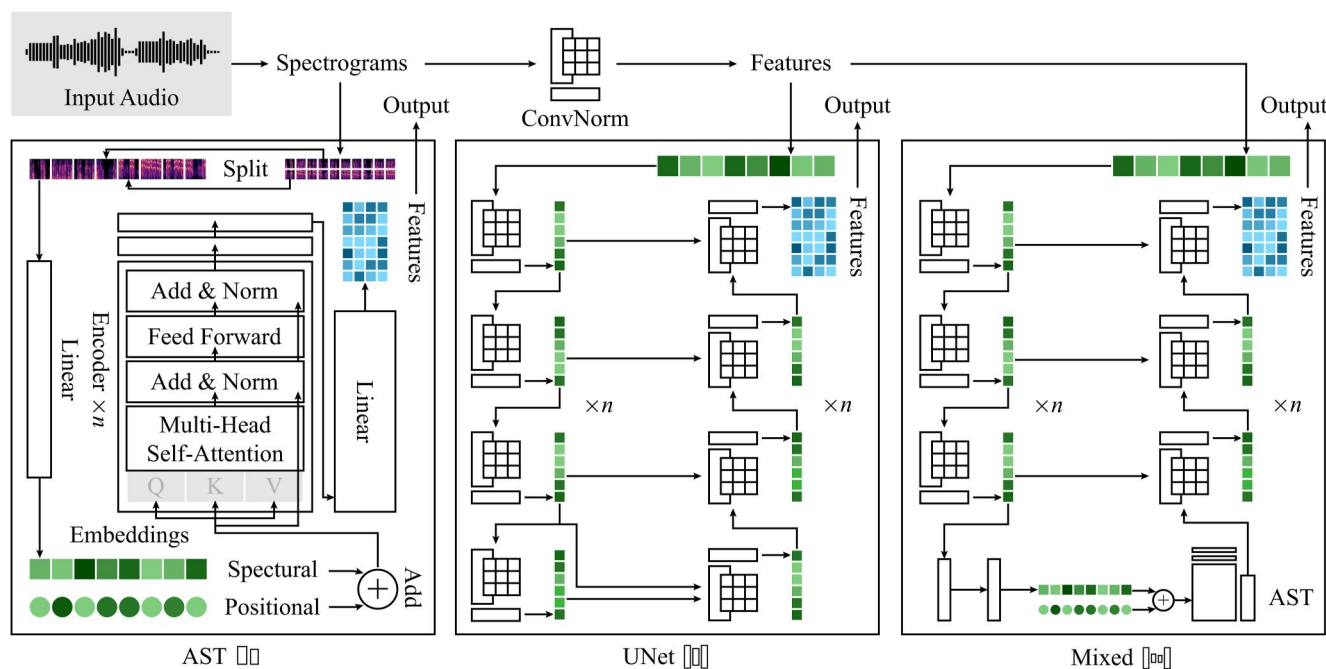 Input Audio
Spectrograms
ConvNorm
Features
Output
Output
Output
Split
Features
Linear
Encoder ×n
Add & Norm
Feed Forward
Add & Norm
Multi-Head
Self-Attention
Q K V
Linear
Embeddings
Spectural
Positional
Add
AST
Features
×n
×n
UNet
Features
×n
×n
AST
Mixed